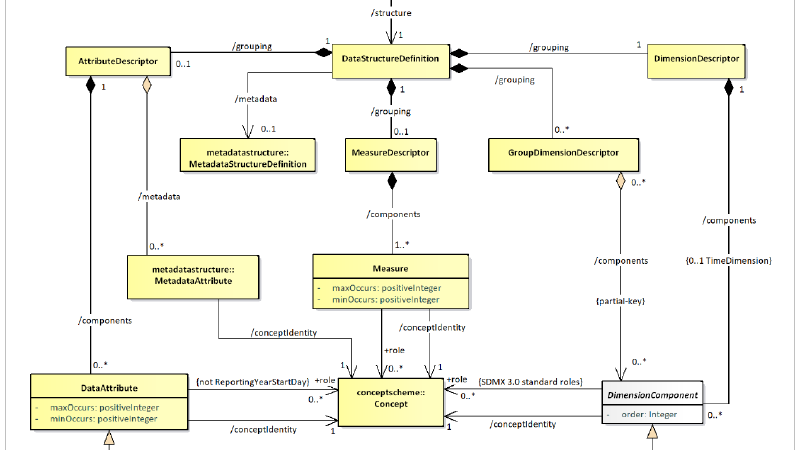 /structure
1
/grouping
1
/grouping
1
AttributeDescriptor
DataStructureDefinition
DimensionDescriptor
0..1
/grouping
1
/metadata
1
1
/grouping
0..1
0..1
0..*
metadatastructure::
MetadataStructureDefinition
MeasureDescriptor
GroupDimensionDescriptor
0..*
/metadata
/components
/components
0..*
1..*
{0..1 TimeDimension}
/components
metadatastructure::
MetadataAttribute
Measure
- maxOccurs: positiveInteger
- minOccurs: positiveInteger
{partial-key}
/components
/conceptIdentity
/conceptIdentity
+role
0..*
1
0..*
1
0..*
DataAttribute
- maxOccurs: positiveInteger
- minOccurs: positiveInteger
{not ReportingYearStartDay}
+role
0..*
conceptscheme::
Concept
+role
0..*
{SDMX 3.0 standard roles}
DimensionComponent
- order: Integer
0..*
/conceptIdentity
1
1
/conceptIdentity